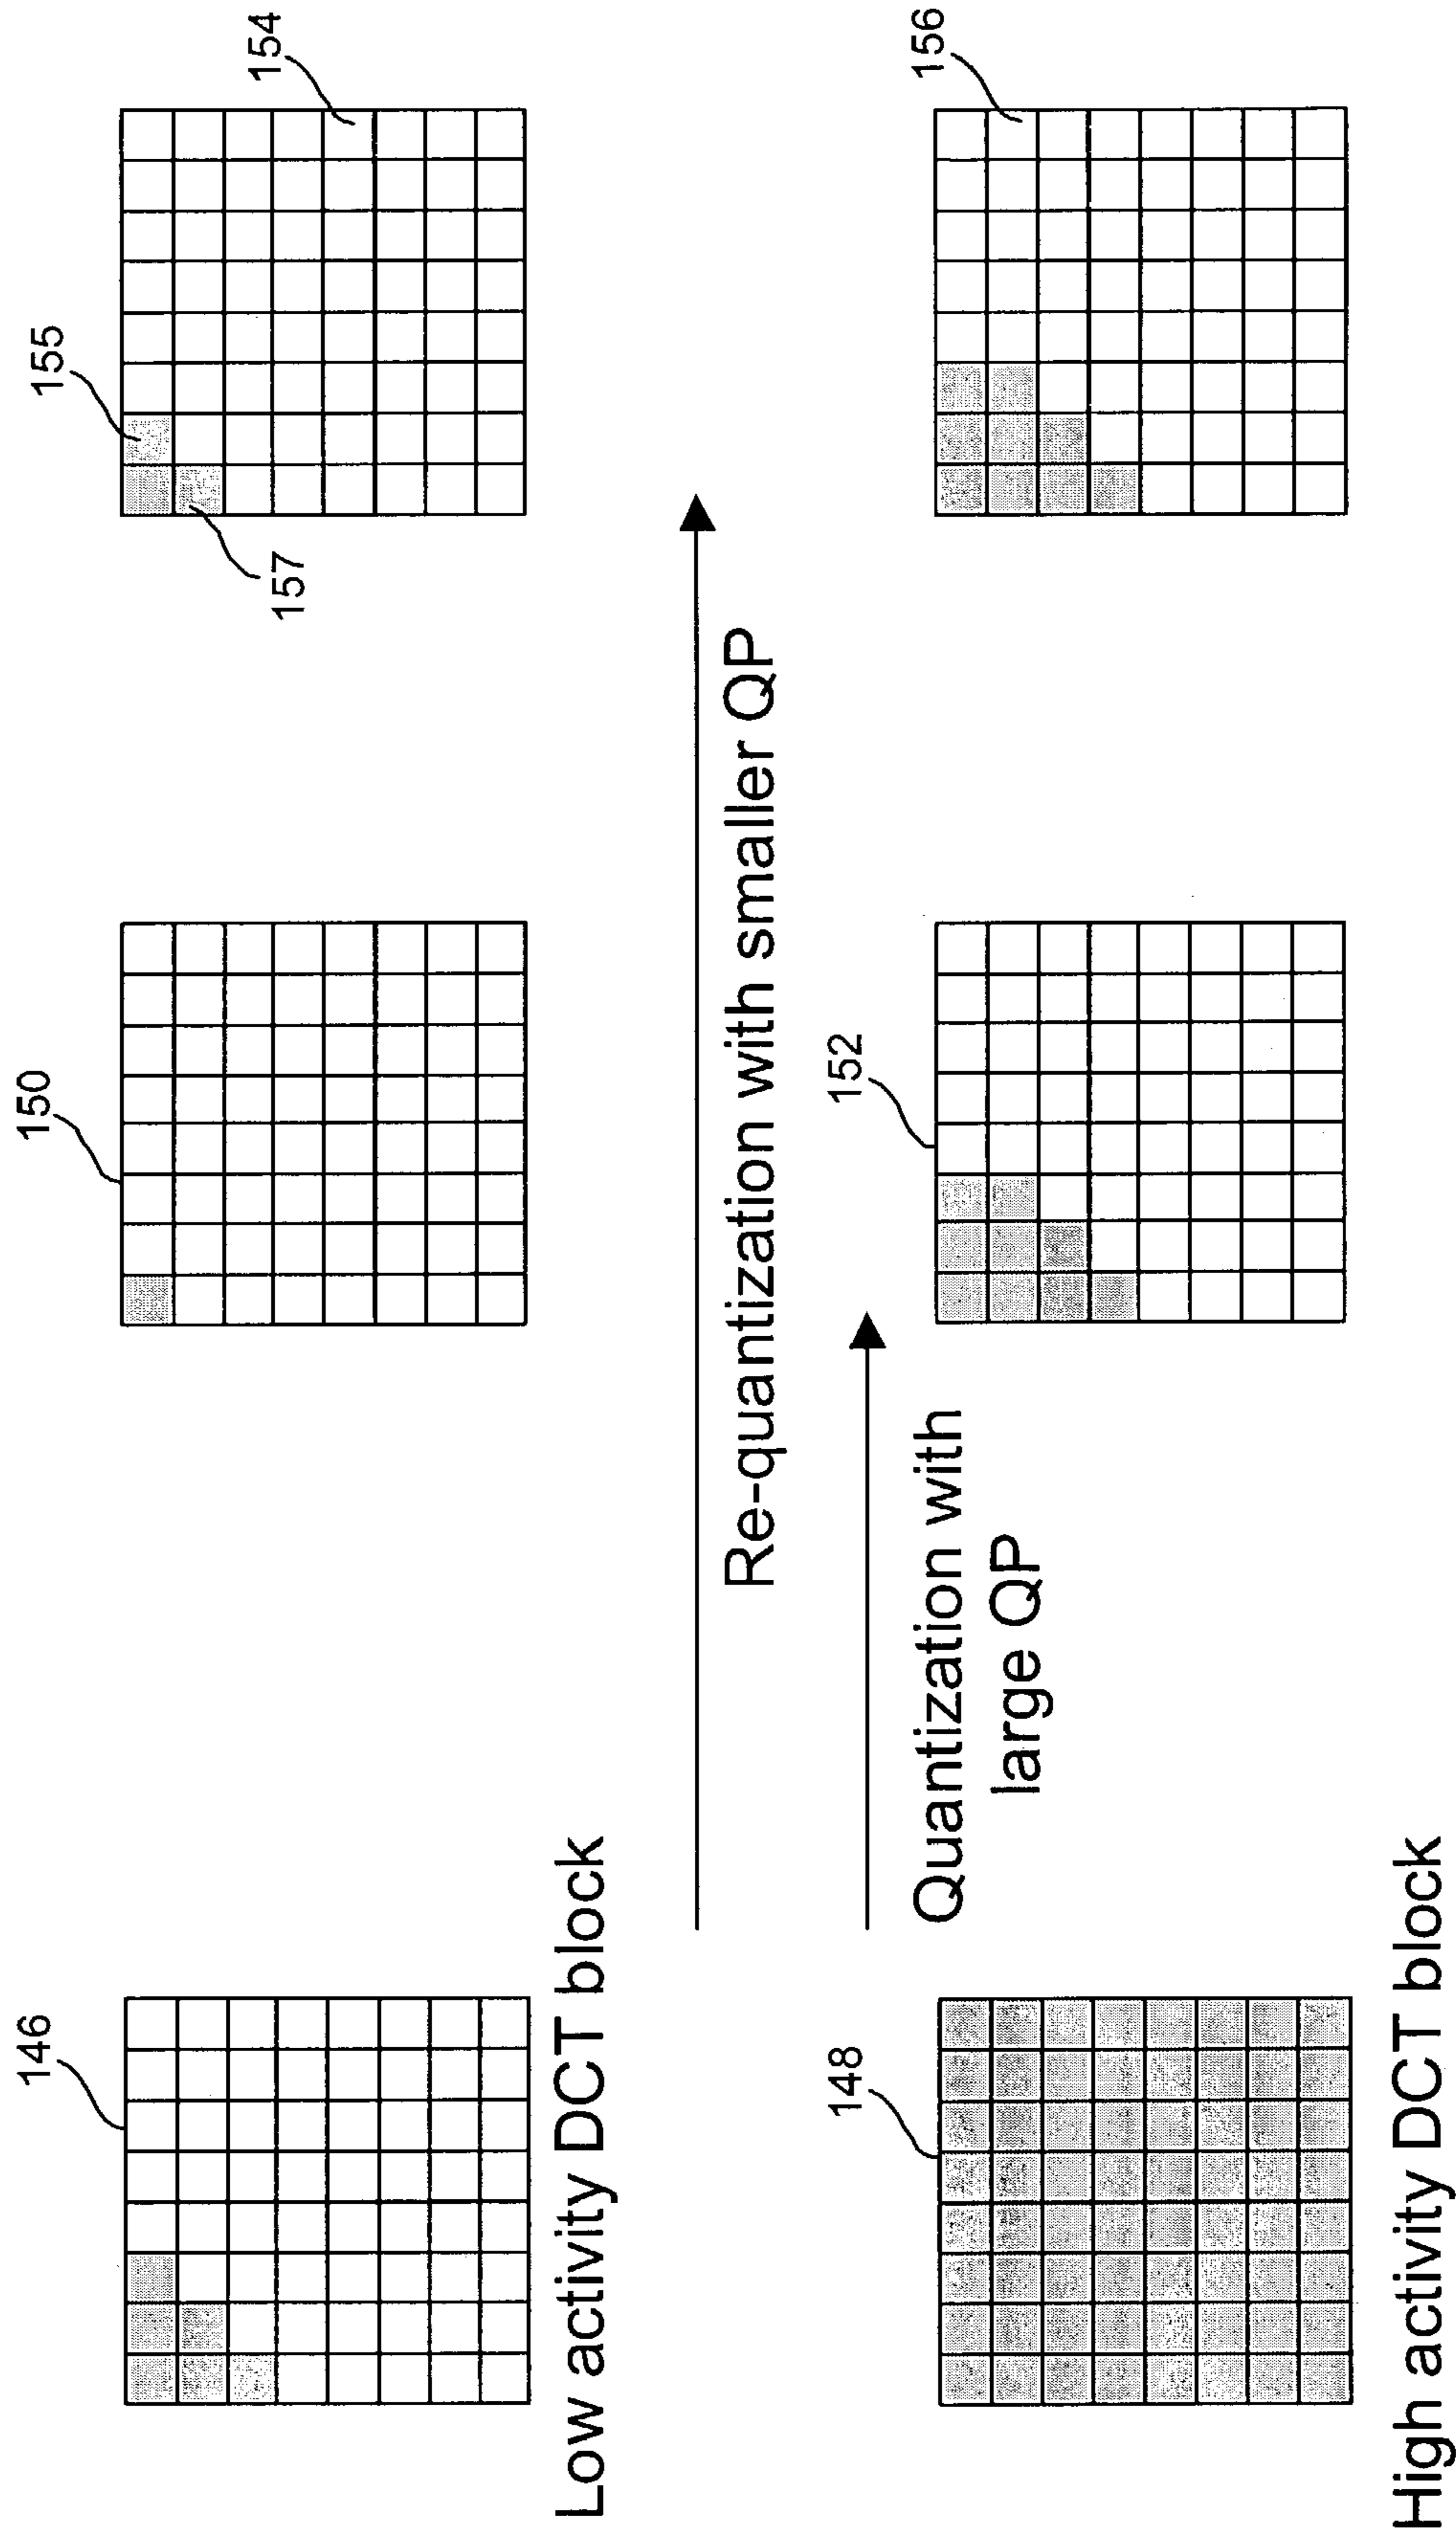 146
150
155
154
157
Low activity DCT block
Re-quantization with smaller QP
Quantization with
large QP
148
152
156
High activity DCT block